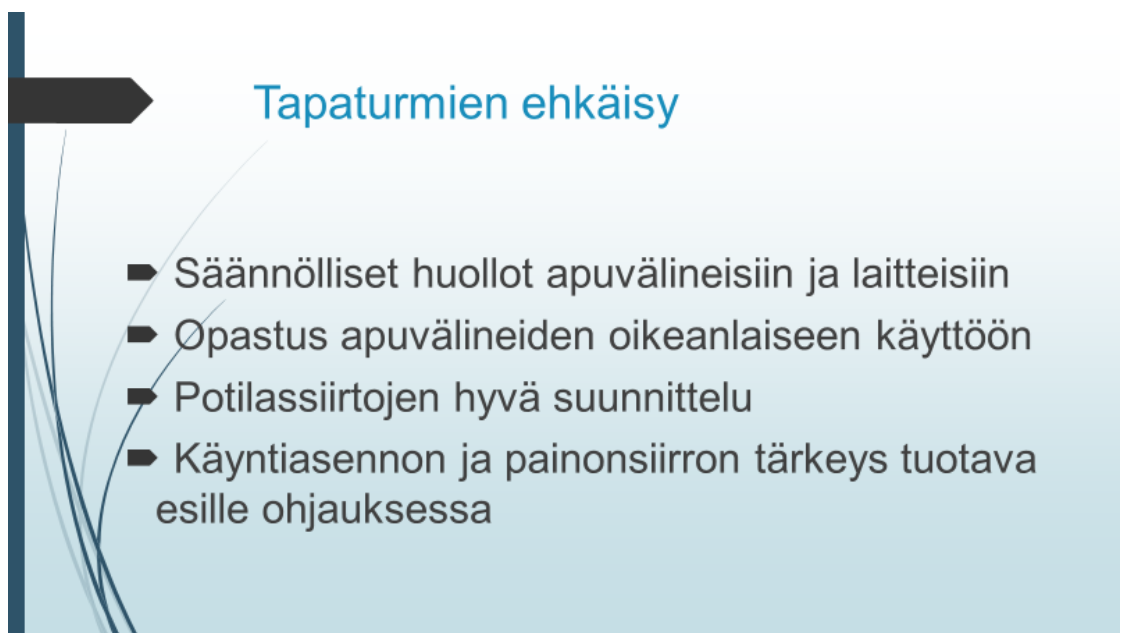 Tapaturmien ehkäisy
Säännölliset huollot apuvälineisiin ja laitteisiin
Opastus apuvälineiden oikeanlaiseen käyttöön
Potilassiirtojen hyvä suunnittelu
Käyntiasennon ja painonsiirron tärkeys tuotava
esille ohjauksessa